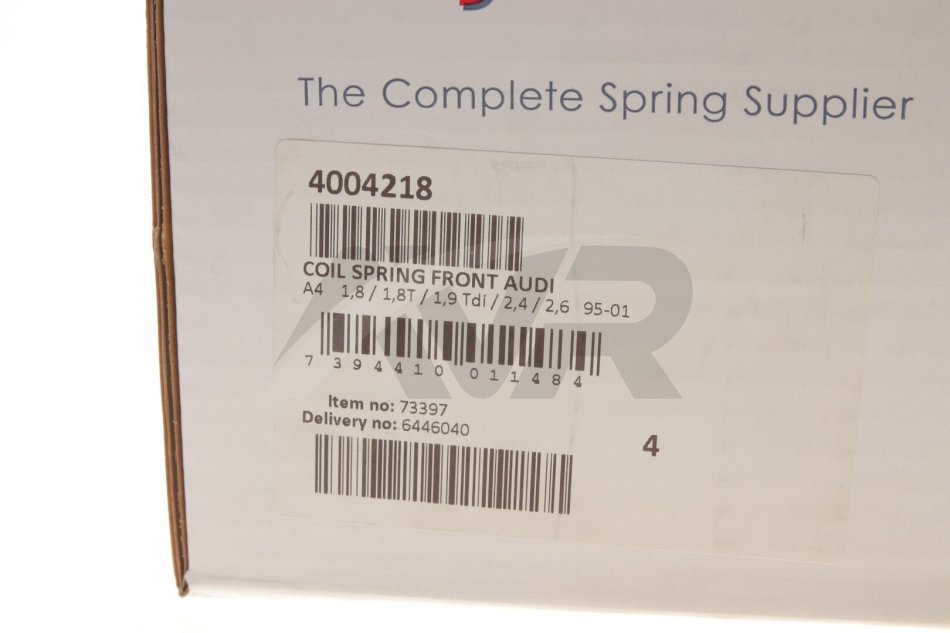 The Complete Spring Supplier
4004218
COIL SPRING FRONT AUDI
A4 1,8 / 1,8T / 1,9 Tdi / 2,4 / 2,6 95-01
7 394410 011484
Item no: 73397
Delivery no: 6446040
4